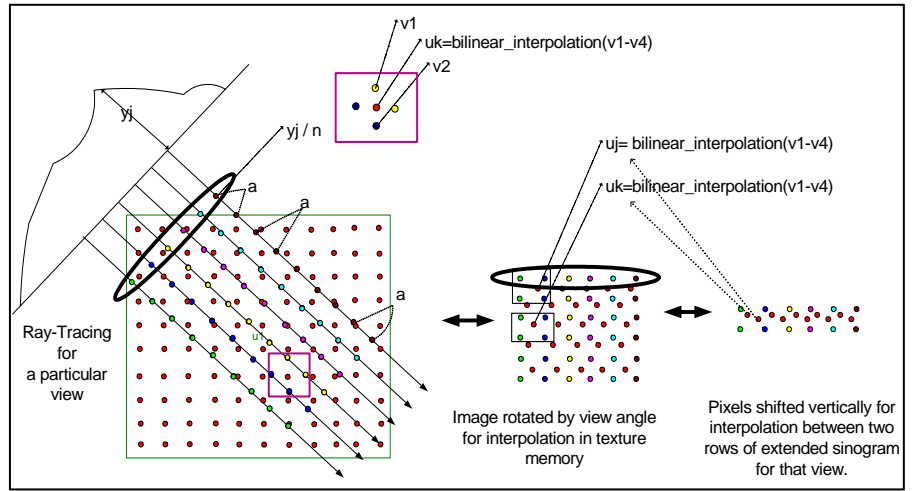 v1
uk=bilinear_interpolation(v1-v4)
v2
yj
yj / n
a
a
a
u1
Ray-Tracing
for
a particular
view
uj= bilinear_interpolation(v1-v4)
uk=bilinear_interpolation(v1-v4)
Image rotated by view angle
for interpolation in texture
memory
Pixels shifted vertically for
interpolation between two
rows of extended sinogram
for that view.